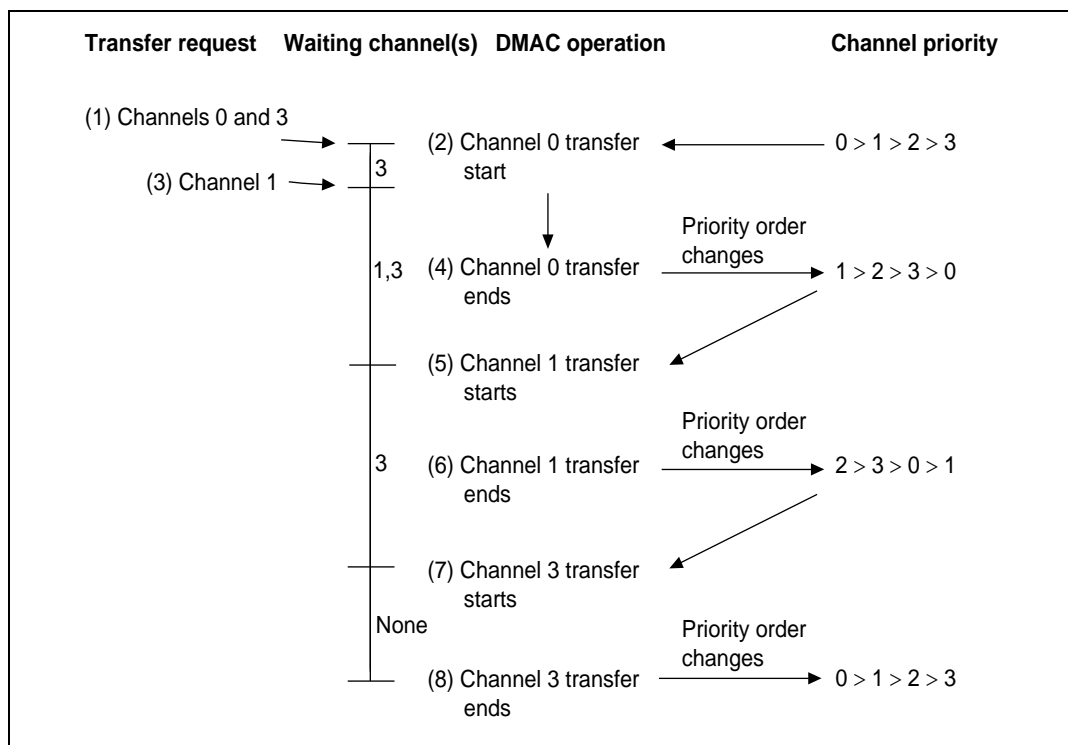 Transfer request Waiting channel(s) DMAC operation Channel priority
(1) Channels 0 and 3
(2) Channel 0 transfer
start
0 > 1 > 2 > 3
3
(3) Channel 1
Priority order
changes
1,3
(4) Channel 0 transfer
ends
1 > 2 > 3 > 0
(5) Channel 1 transfer
starts
Priority order
changes
3
(6) Channel 1 transfer
ends
2 > 3 > 0 > 1
(7) Channel 3 transfer
starts
None
Priority order
changes
(8) Channel 3 transfer
ends
0 > 1 > 2 > 3